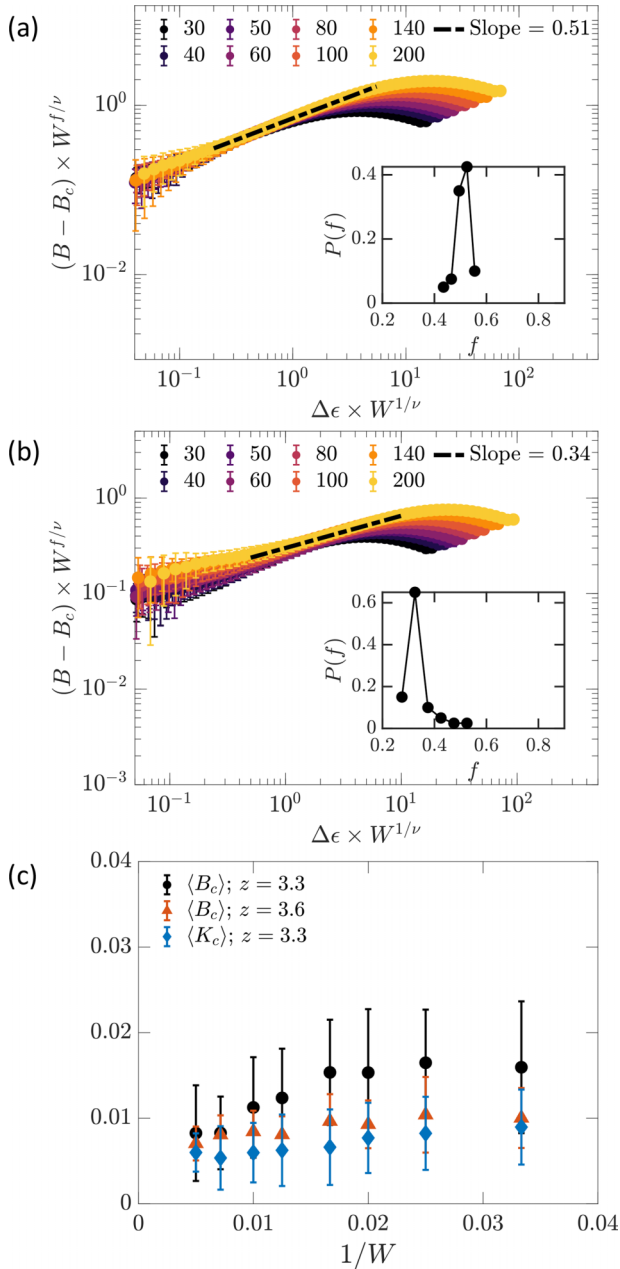 (a)
30 50 80 140 Slope = 0.51
40 60 100 200
(B − B_c) × W^{f/ν}
10^0
10^{-2}
0.4
0.2
0
P(f)
0.2 0.4 0.6 0.8
f
10^{-1} 10^0 10^1 10^2
Δϵ × W^{1/ν}
(b)
30 50 80 140 Slope = 0.34
40 60 100 200
(B − B_c) × W^{f/ν}
10^0
10^{-1}
10^{-2}
10^{-3}
0.6
0.4
0.2
0
P(f)
0.2 0.4 0.6 0.8
f
10^{-1} 10^0 10^1 10^2
Δϵ × W^{1/ν}
(c)
⟨B_c⟩; z = 3.3
⟨B_c⟩; z = 3.6
⟨K_c⟩; z = 3.3
0.04
0.03
0.02
0.01
0
0 0.01 0.02 0.03 0.04
1/W